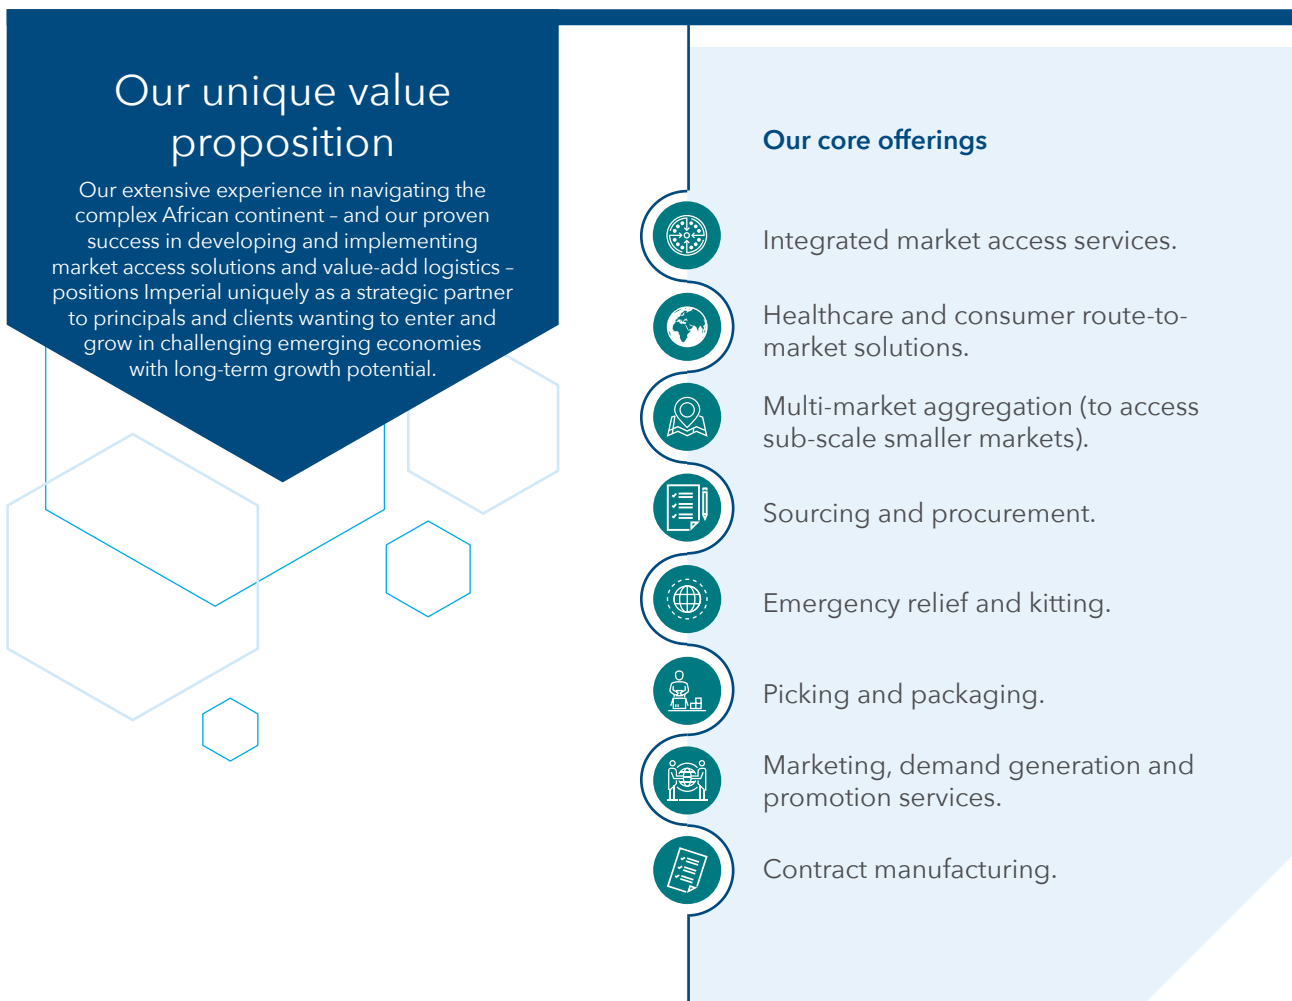 Our unique value
proposition
Our extensive experience in navigating the
complex African continent – and our proven
success in developing and implementing
market access solutions and value-add logistics –
positions Imperial uniquely as a strategic partner
to principals and clients wanting to enter and
grow in challenging emerging economies
with long-term growth potential.
Our core offerings
Integrated market access services.
Healthcare and consumer route-to-
market solutions.
Multi-market aggregation (to access
sub-scale smaller markets).
Sourcing and procurement.
Emergency relief and kitting.
Picking and packaging.
Marketing, demand generation and
promotion services.
Contract manufacturing.